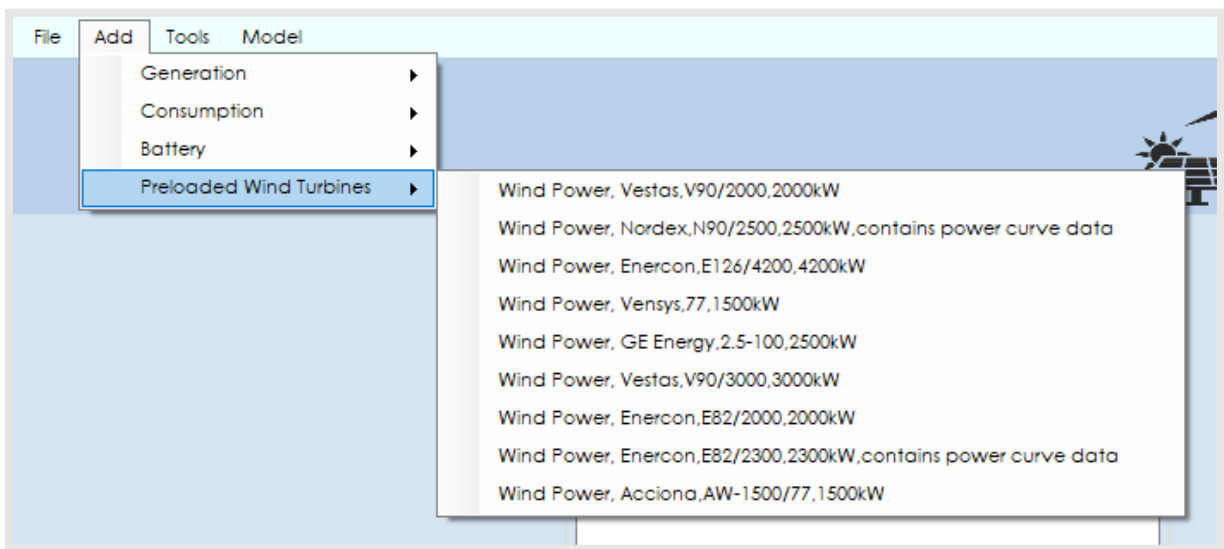 File Add Tools Model
Generation
Consumption
Battery
Preloaded Wind Turbines
Wind Power, Vestas,V90/2000,2000kW
Wind Power, Nordex,N90/2500,2500kW,contains power curve data
Wind Power, Enercon,E126/4200,4200kW
Wind Power, Vensys,77,1500kW
Wind Power, GE Energy,2.5-100,2500kW
Wind Power, Vestas,V90/3000,3000kW
Wind Power, Enercon,E82/2000,2000kW
Wind Power, Enercon,E82/2300,2300kW,contains power curve data
Wind Power, Acciona,AW-1500/77,1500kW